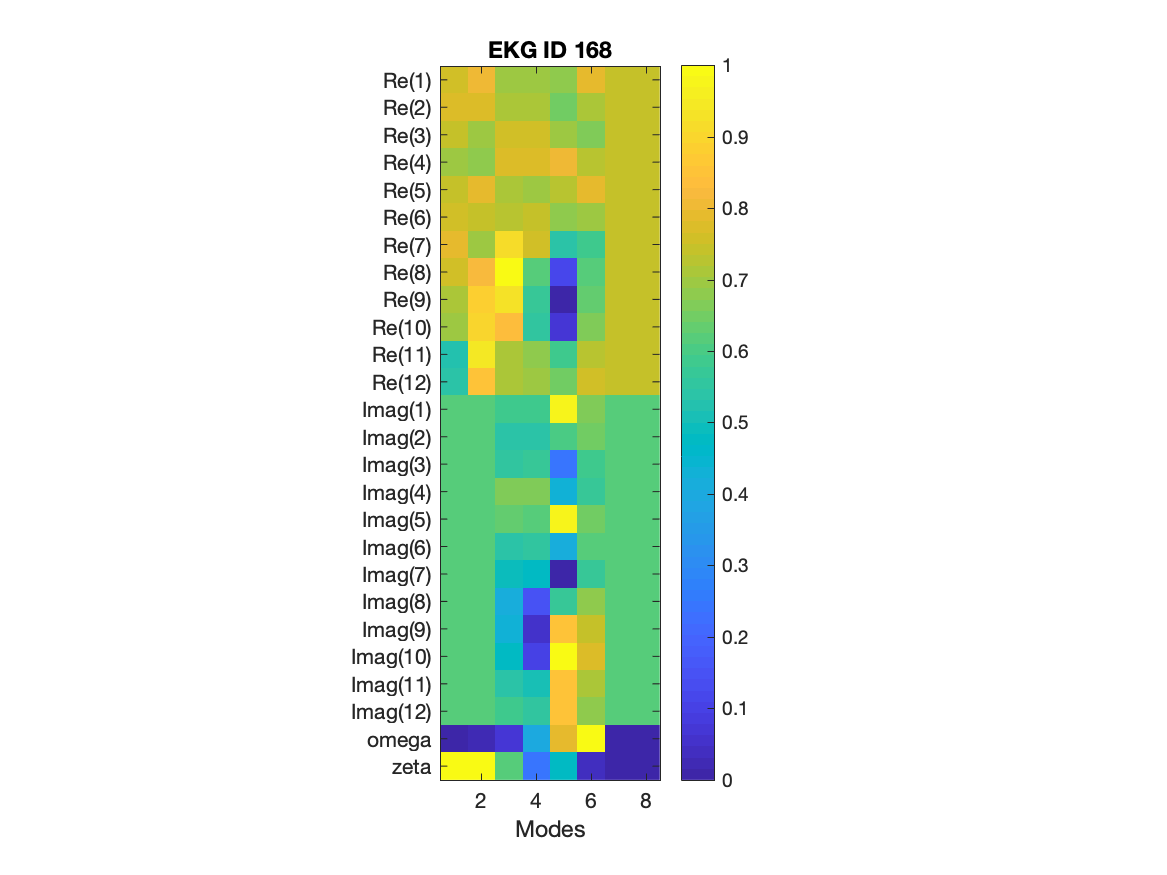 EKG ID 168
Re(1)
Re(2)
Re(3)
Re(4)
Re(5)
Re(6)
Re(7)
Re(8)
Re(9)
Re(10)
Re(11)
Re(12)
Imag(1)
Imag(2)
Imag(3)
Imag(4)
Imag(5)
Imag(6)
Imag(7)
Imag(8)
Imag(9)
Imag(10)
Imag(11)
Imag(12)
omega
zeta
2 4 6 8
Modes
1
0.9
0.8
0.7
0.6
0.5
0.4
0.3
0.2
0.1
0